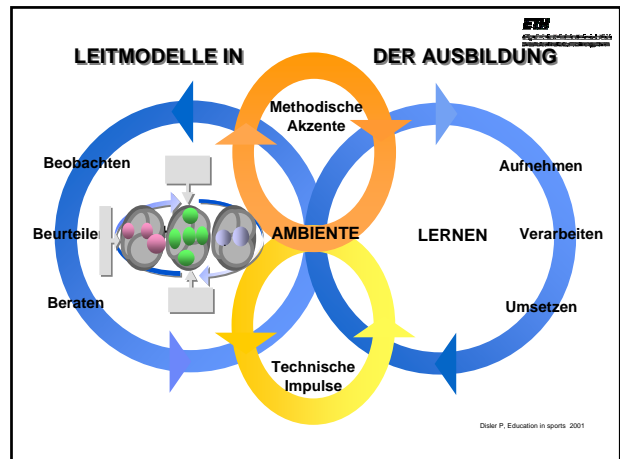 ETH
LEITMODELLE IN DER AUSBILDUNG
Methodische
Akzente
Beobachten
Aufnehmen
Beurteilen
AMBIENTE
LERNEN
Verarbeiten
Beraten
Umsetzen
Technische
Impulse
Disler P, Education in sports 2001